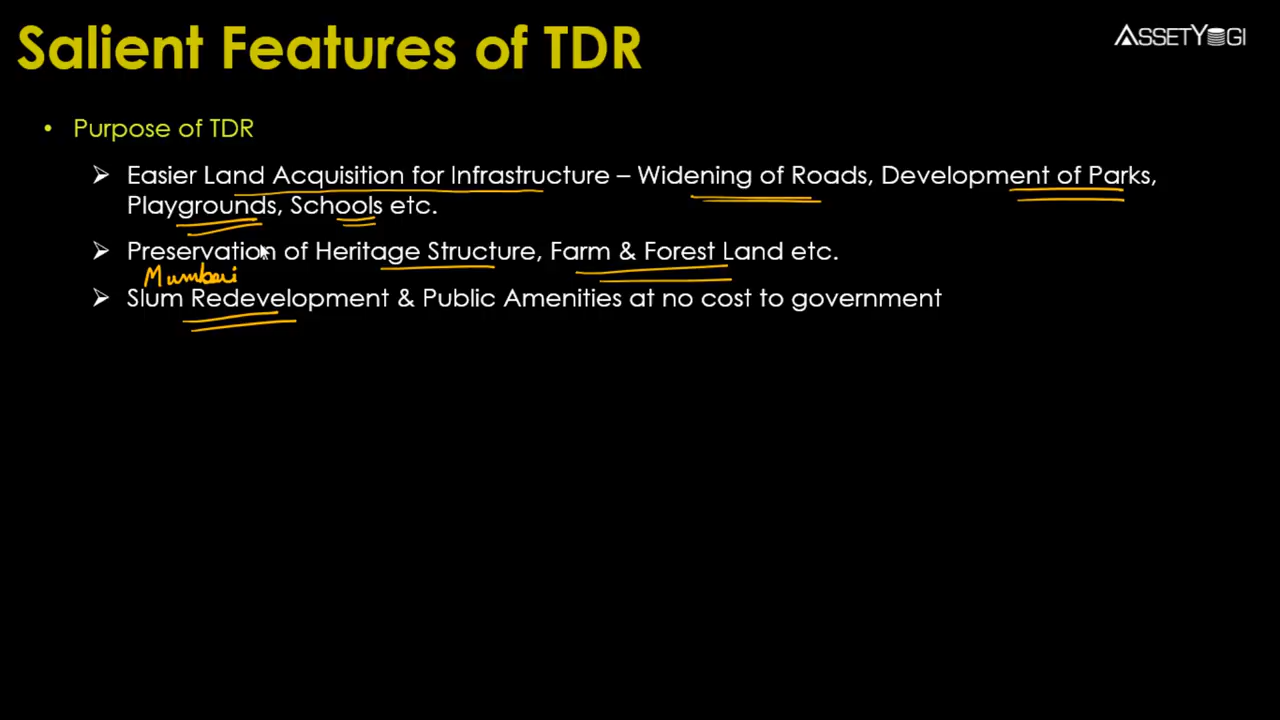 Salient Features of TDR
ASSETYOGI
• Purpose of TDR
➢ Easier Land Acquisition for Infrastructure – Widening of Roads, Development of Parks,
Playgrounds, Schools etc.
➢ Preservation of Heritage Structure, Farm & Forest Land etc.
Mumbai
➢ Slum Redevelopment & Public Amenities at no cost to government